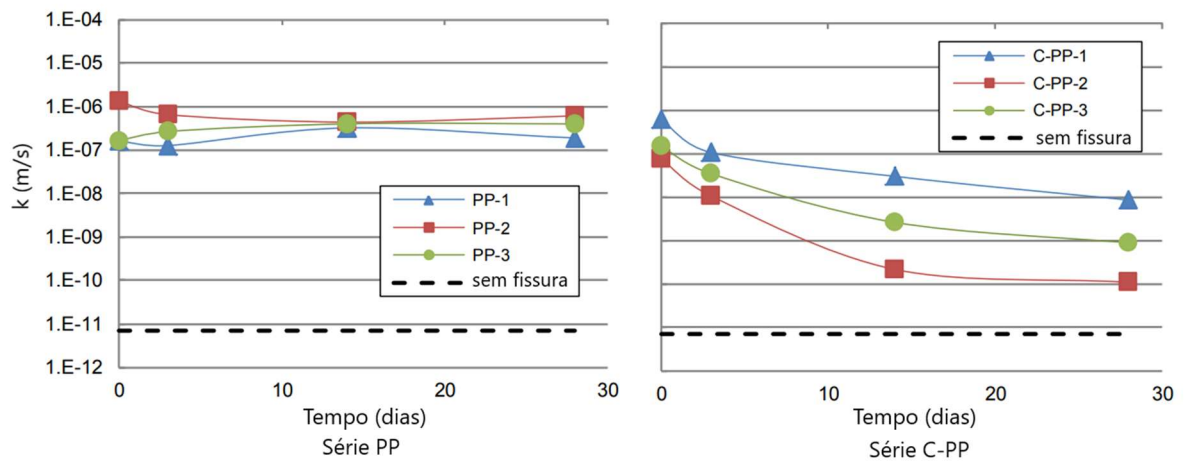 1.E-04
1.E-05
1.E-06
1.E-07
1.E-08
1.E-09
1.E-10
1.E-11
1.E-12
k (m/s)
PP-1
PP-2
PP-3
sem fissura
0 10 20 30
Tempo (dias)
Série PP
C-PP-1
C-PP-2
C-PP-3
sem fissura
0 10 20 30
Tempo (dias)
Série C-PP